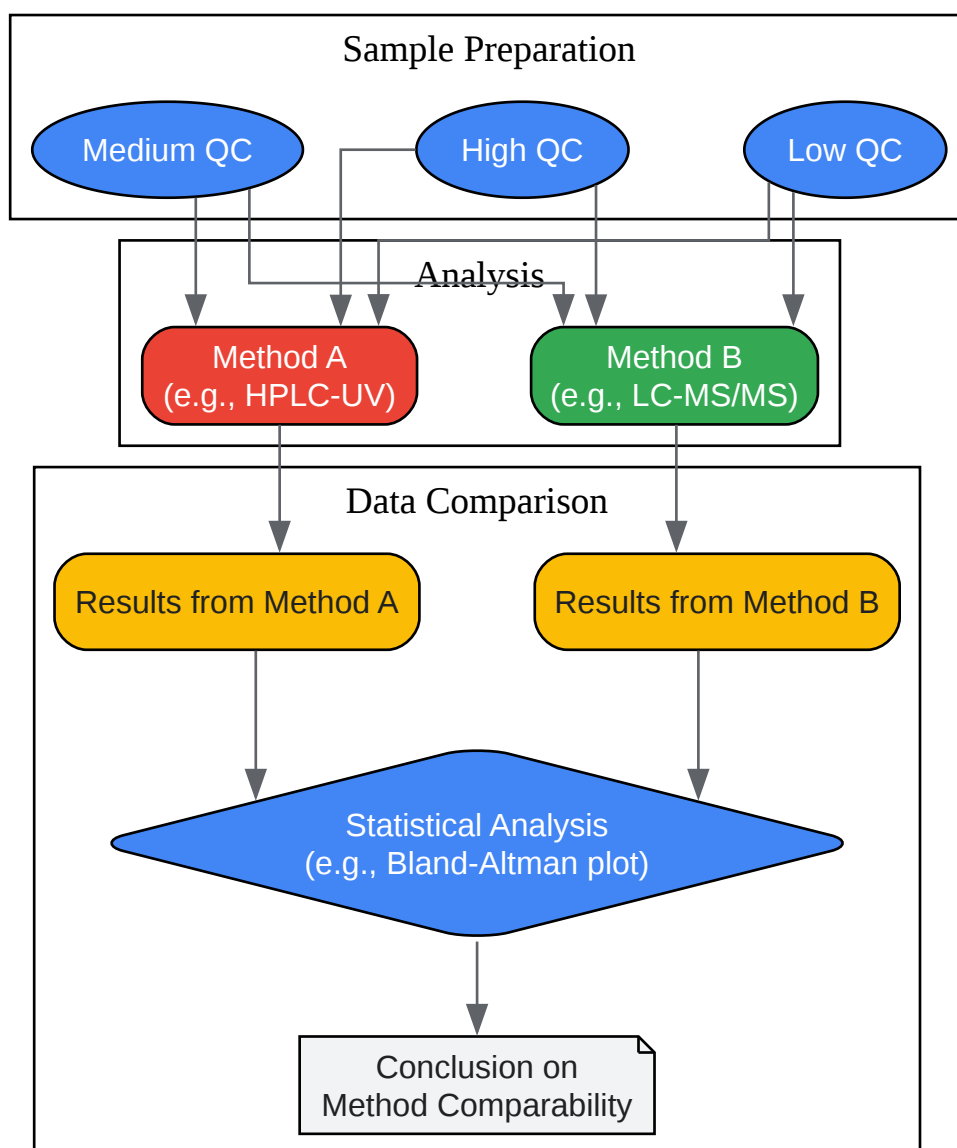 Sample Preparation
Medium QC
High QC
Low QC
Analysis
Method A
(e.g., HPLC-UV)
Method B
(e.g., LC-MS/MS)
Data Comparison
Results from Method A
Results from Method B
Statistical Analysis
(e.g., Bland-Altman plot)
Conclusion on
Method Comparability